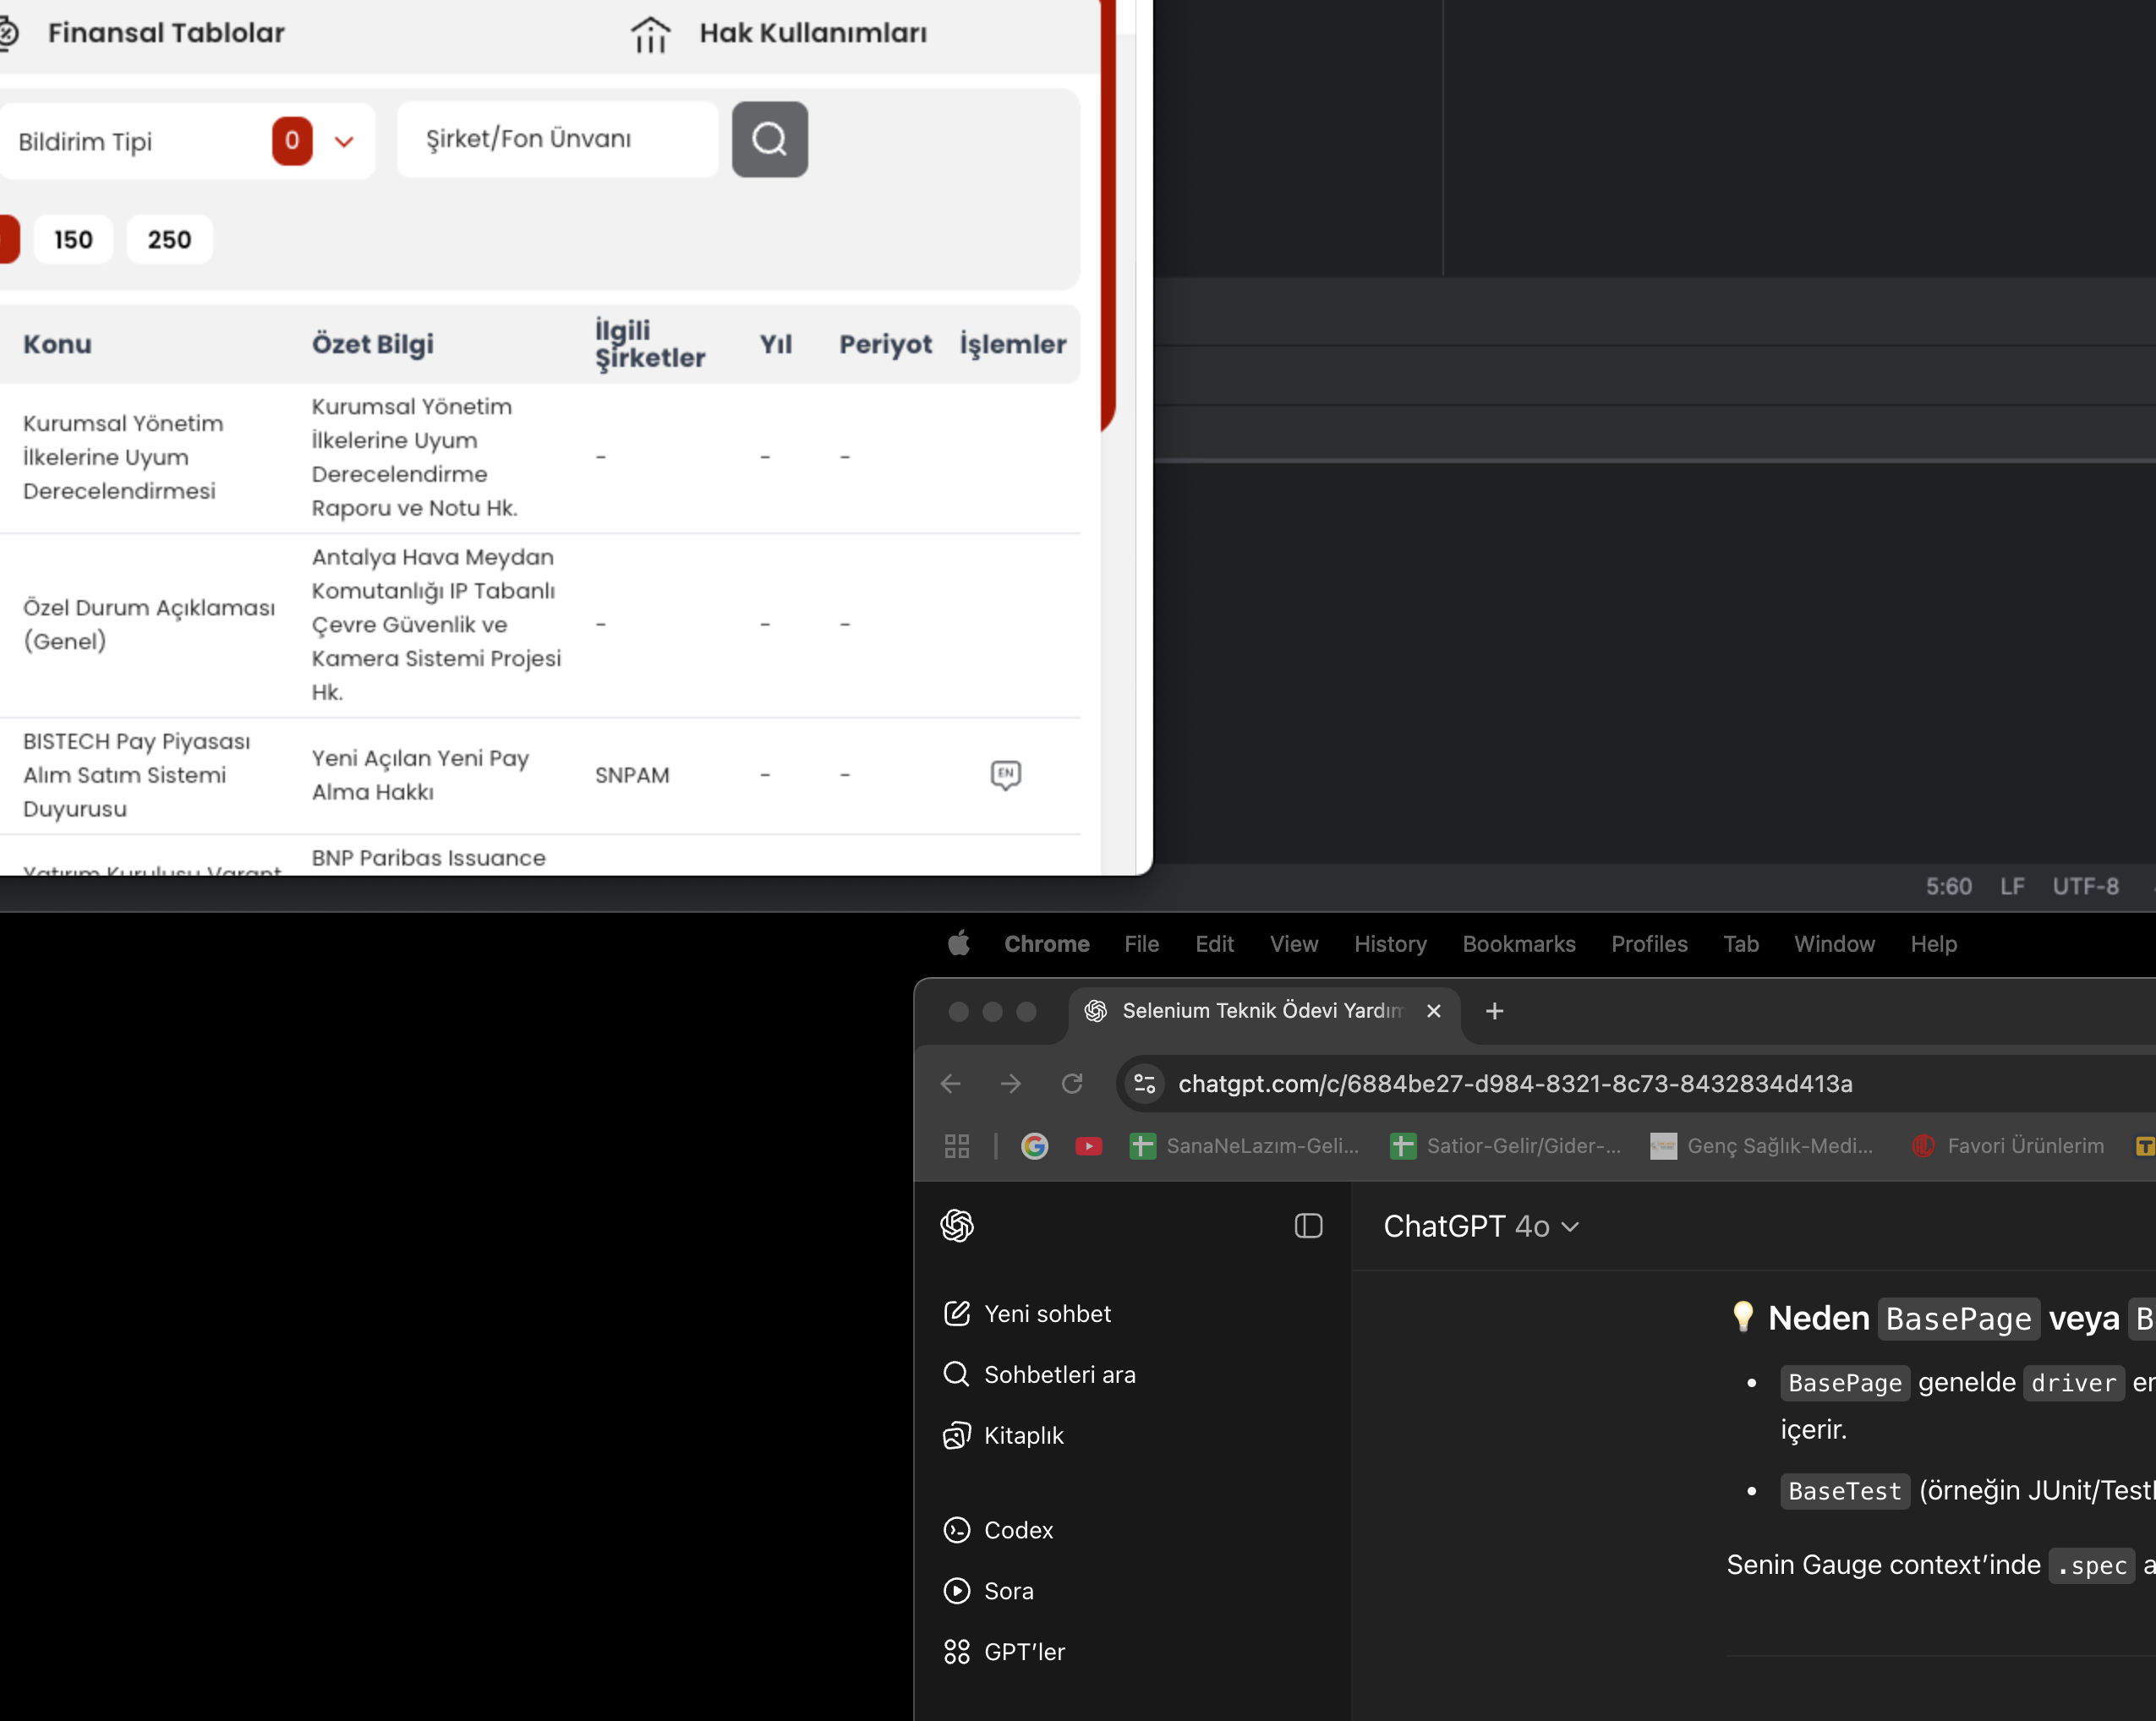 Finansal Tablolar
Hak Kullanımları
Bildirim Tipi
0
Şirket/Fon Ünvanı
150
250
Konu
Özet Bilgi
İlgili
Şirketler
Yıl
Periyot
İşlemler
Kurumsal Yönetim
İlkelerine Uyum
Derecelendirmesi
Kurumsal Yönetim
İlkelerine Uyum
Derecelendirme
Raporu ve Notu Hk.
-
-
-
Özel Durum Açıklaması
(Genel)
Antalya Hava Meydan
Komutanlığı IP Tabanlı
Çevre Güvenlik ve
Kamera Sistemi Projesi
Hk.
-
-
-
BISTECH Pay Piyasası
Alım Satım Sistemi
Duyurusu
Yeni Açılan Yeni Pay
Alma Hakkı
SNPAM
-
-
EN
Yatırım Kuruluşu Varant
BNP Paribas Issuance
5:60 LF UTF-8
Chrome File Edit View History Bookmarks Profiles Tab Window Help
Selenium Teknik Ödevi Yardım
chatgpt.com/c/6884be27-d984-8321-8c73-8432834d413a
SanaNeLazım-Geli...
Satior-Gelir/Gider-...
Genç Sağlık-Medi...
Favori Ürünlerim
ChatGPT 4o
Yeni sohbet
Sohbetleri ara
Kitaplık
Codex
Sora
GPT'ler
💡 Neden BasePage veya B
• BasePage genelde driver er
içerir.
• BaseTest (örneğin JUnit/Test
Senin Gauge context'inde .spec a